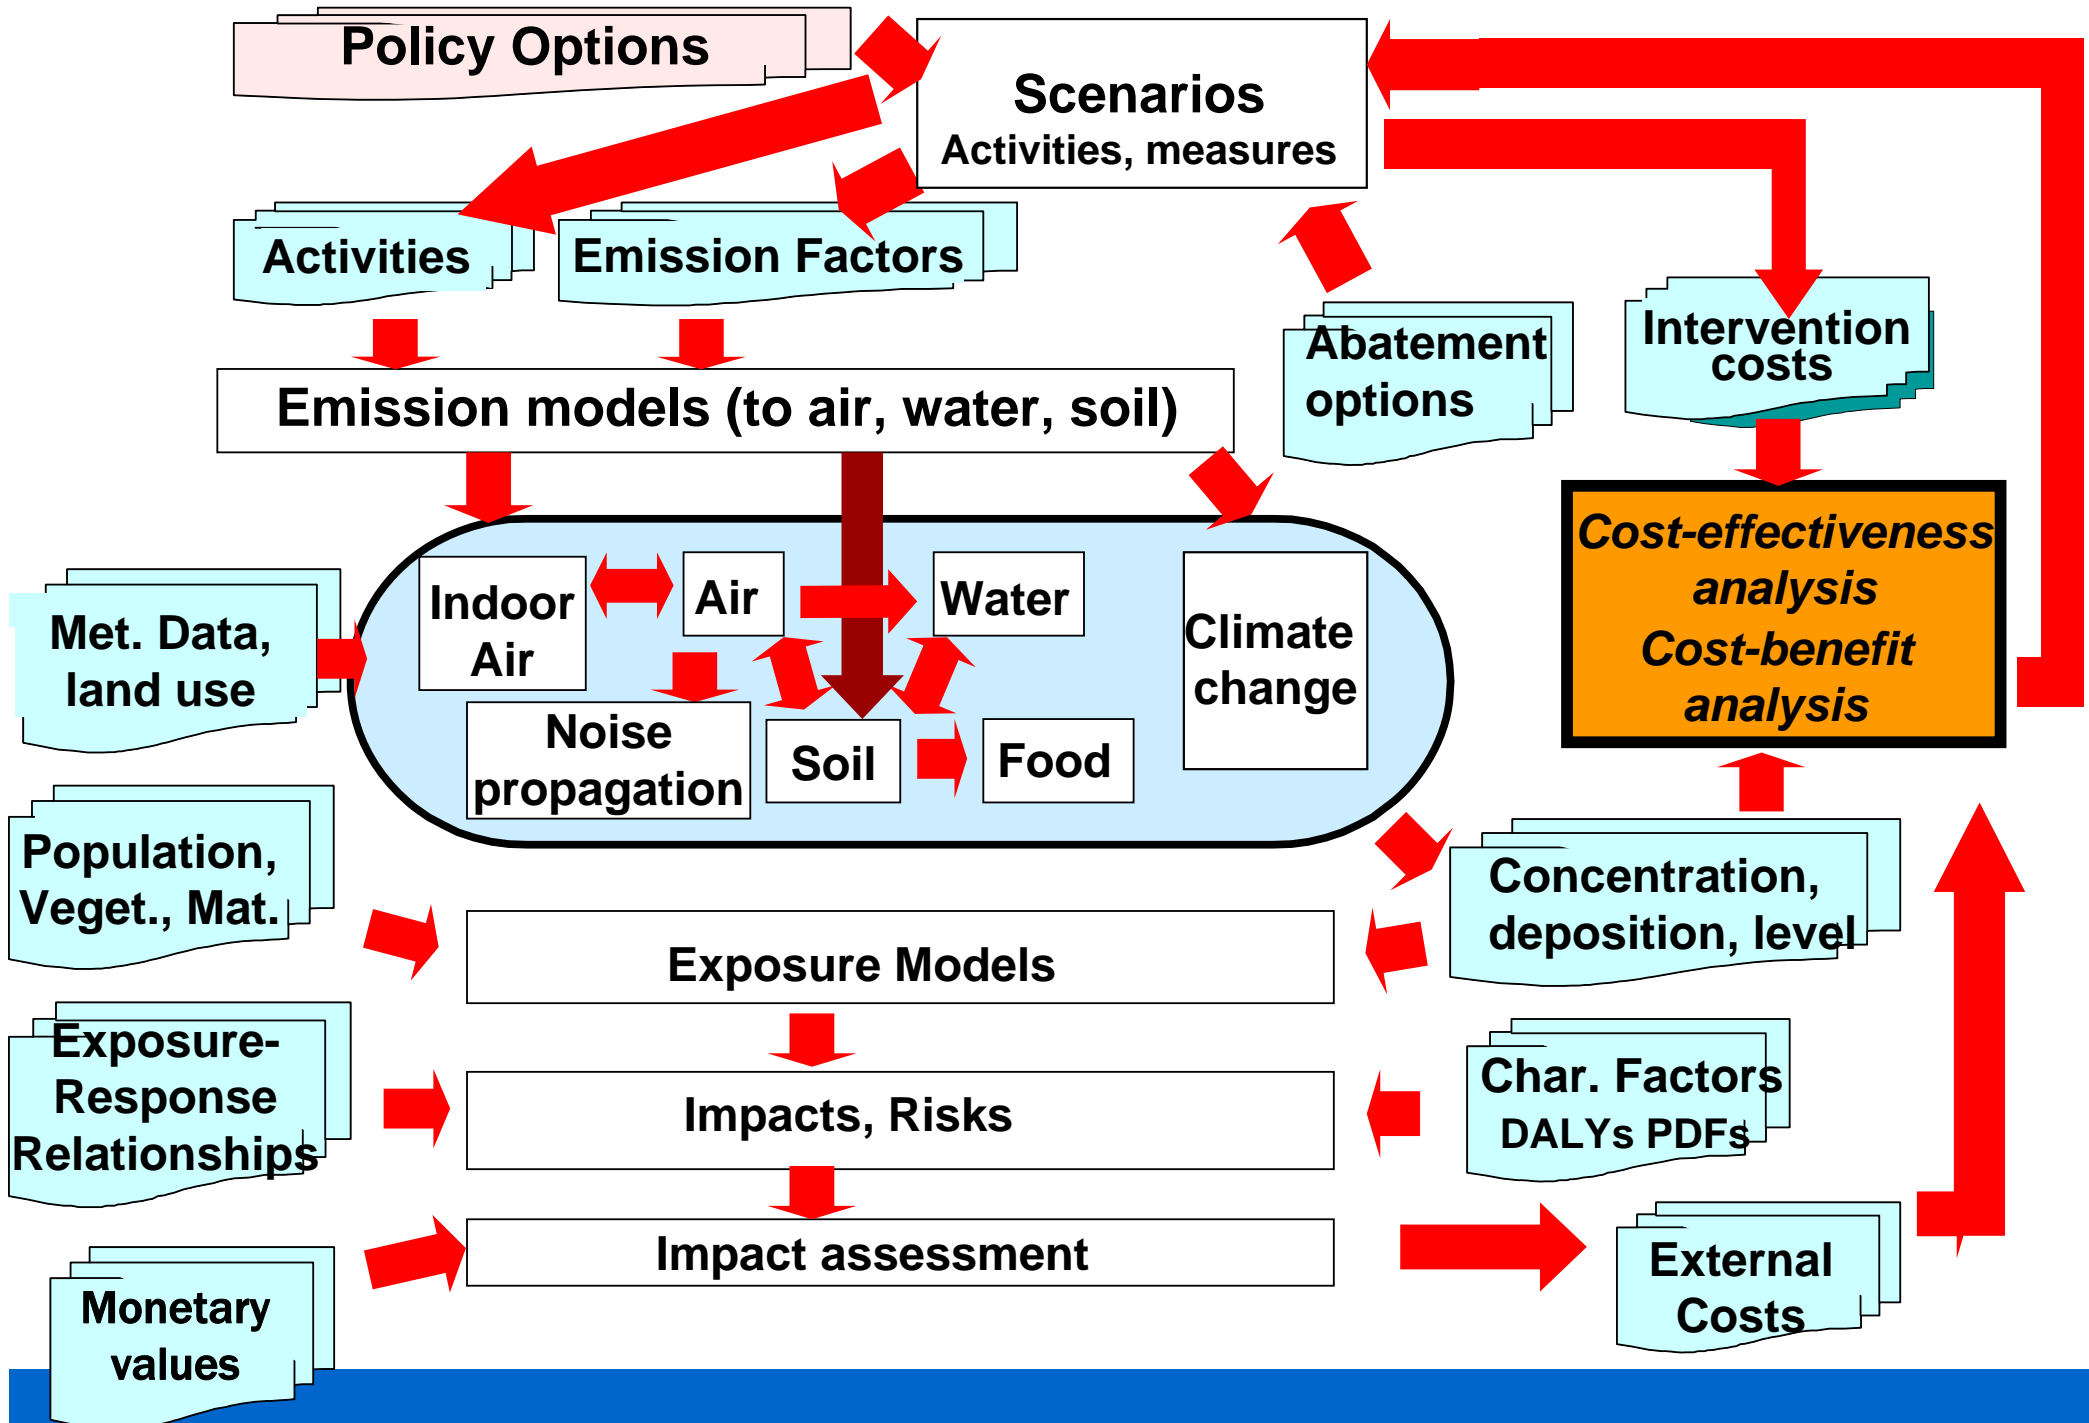 Policy Options
Scenarios
Activities, measures
Activities
Emission Factors
Abatement
options
Intervention
costs
Emission models (to air, water, soil)
Cost-effectiveness
analysis
Cost-benefit
analysis
Met. Data,
land use
Indoor
Air
Air
Water
Climate
change
Noise
propagation
Soil
Food
Population,
Veget., Mat.
Concentration,
deposition, level
Exposure Models
Exposure-
Response
Relationships
Impacts, Risks
Char. Factors
DALYs PDFs
Impact assessment
External
Costs
Monetary
values